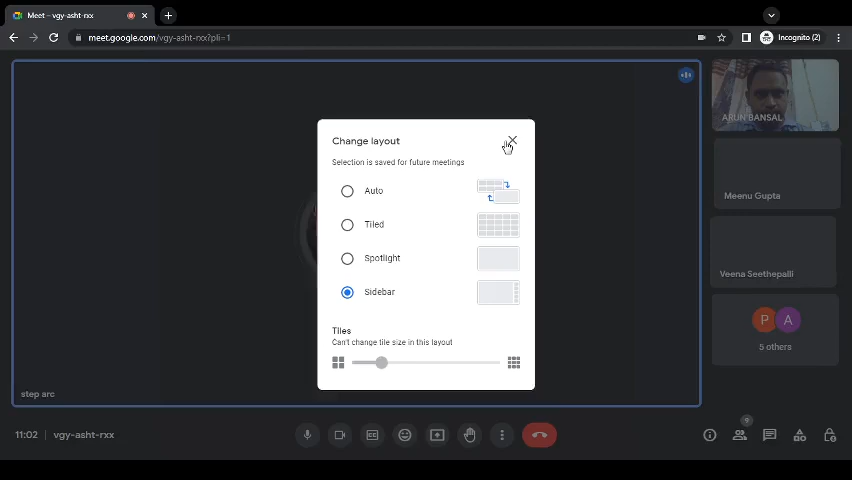 Meet – vgy-asht-rxx
meet.google.com/vgy-asht-rxx?pli=1
Incognito (2)
Change layout
Selection is saved for future meetings
Auto
Tiled
Spotlight
Sidebar
Tiles
Can't change tile size in this layout
ARUN BANSAL
Meenu Gupta
Veena Seethepalli
P A
5 others
step arc
11:02 vgy-asht-rxx
9